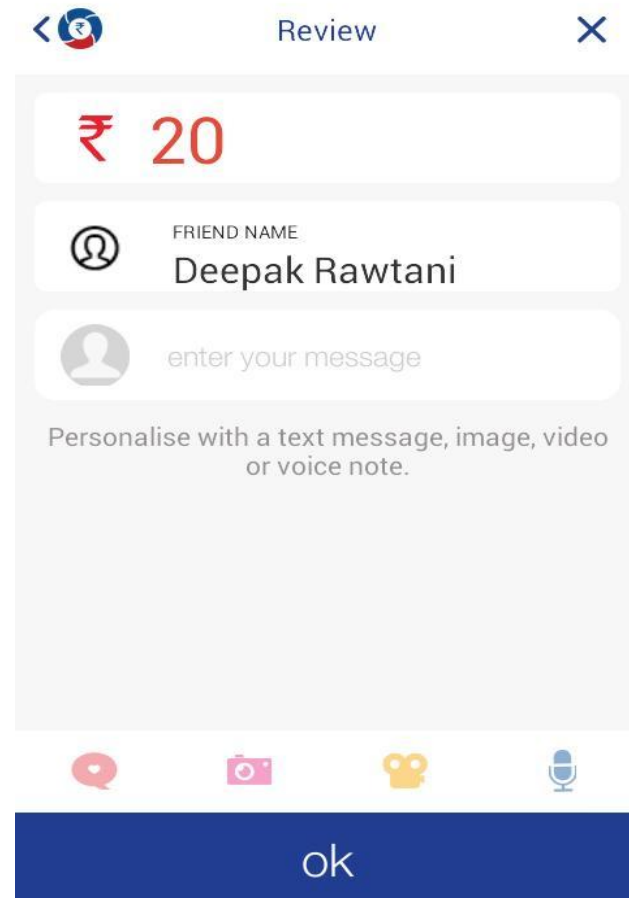 Review
₹ 20
FRIEND NAME
Deepak Rawtani
enter your message
Personalise with a text message, image, video
or voice note.
ok